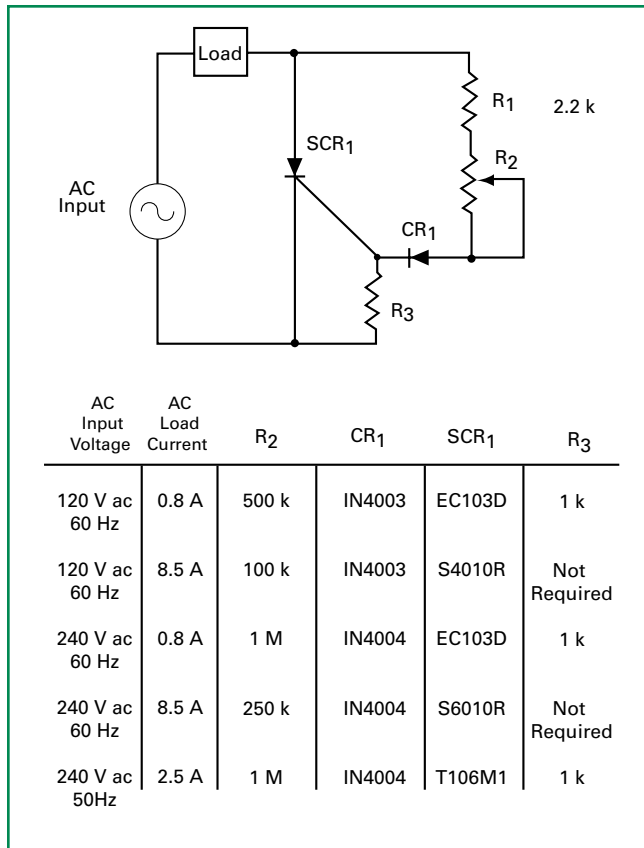 Load
R1 2.2 k
SCR1
R2
AC
Input
CR1
R3
AC AC
Input Load
Voltage Current R2 CR1 SCR1 R3
120 V ac 0.8 A 500 k IN4003 EC103D 1 k
60 Hz
120 V ac 8.5 A 100 k IN4003 S4010R Not
60 Hz Required
240 V ac 0.8 A 1 M IN4004 EC103D 1 k
60 Hz
240 V ac 8.5 A 250 k IN4004 S6010R Not
60 Hz Required
240 V ac 2.5 A 1 M IN4004 T106M1 1 k
50Hz